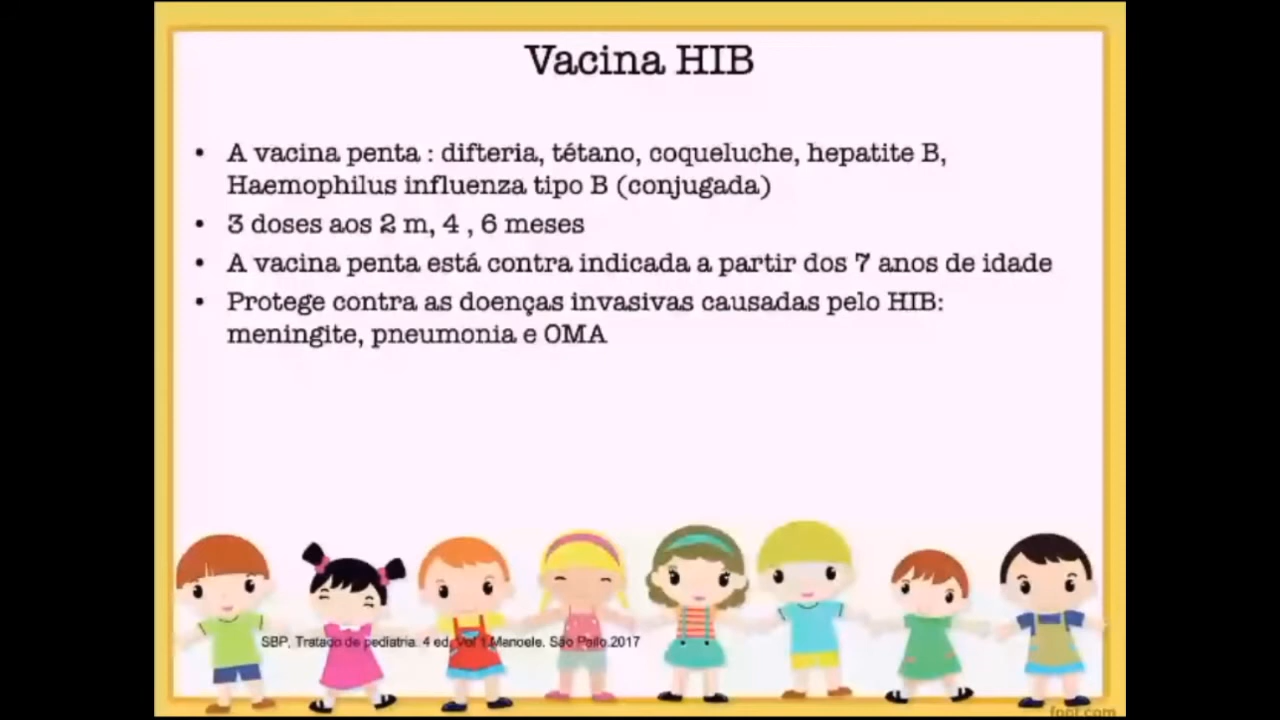 Vacina HIB
• A vacina penta : difteria, tétano, coqueluche, hepatite B,
Haemophilus influenza tipo B (conjugada)
• 3 doses aos 2 m, 4 , 6 meses
• A vacina penta está contra indicada a partir dos 7 anos de idade
• Protege contra as doenças invasivas causadas pelo HIB:
meningite, pneumonia e OMA
SBP, Tratado de pediatria. 4 ed. Vol 1 Manoele. São Pailo.2017